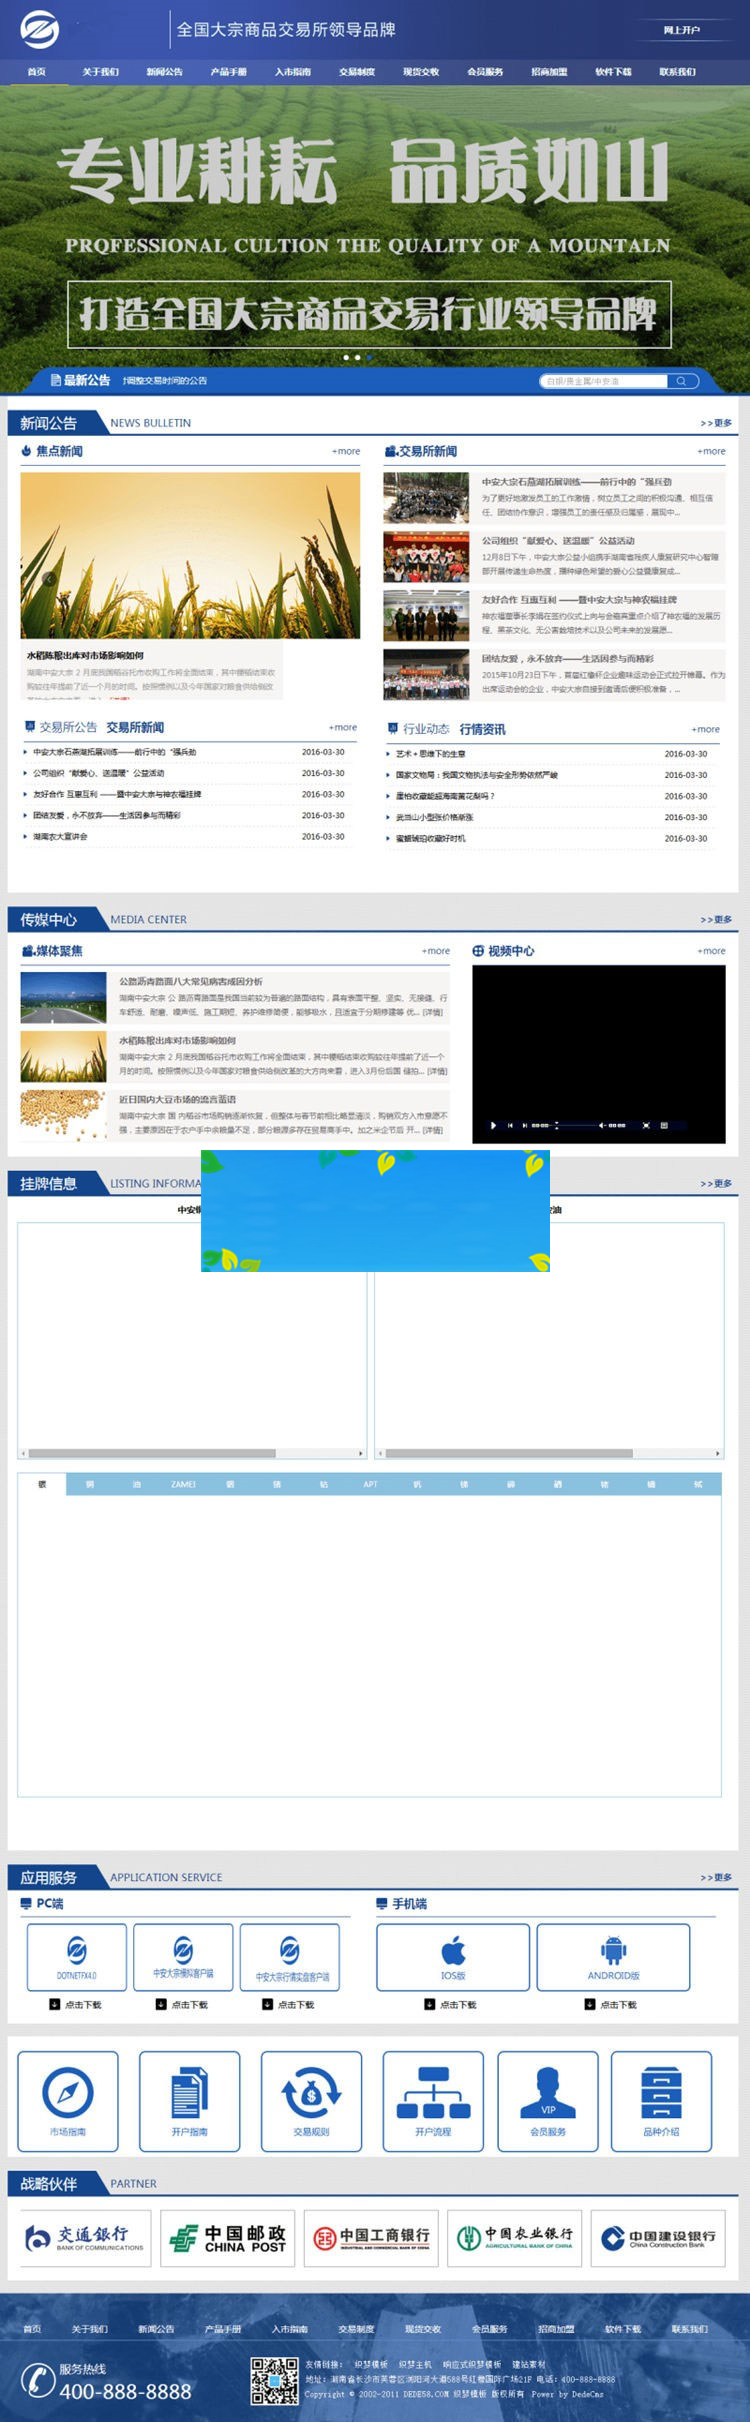 全国大宗商品交易所领导品牌
网上开户
首页 关于我们 新闻公告 产品手册 入市指南 交易制度 现货交收 会员服务 招商加盟 软件下载 联系我们
专业耕耘 品质如山
PRQFESSIONAL CULTION THE QUALITY OF A MOUNTALN
打造全国大宗商品交易行业领导品牌
最新公告
调整交易时间的公告
白银/贵金属/中安油
新闻公告 NEWS BULLETIN >>更多
焦点新闻 +more
水稻陈粮出库对市场影响如何
湖南中安大宗 2 月底我国稻谷托市收购工作将全面结束，其中粳稻结束收
购较往年提前了近一个月的时间。按照惯例以及今年国家对粮食供给侧改
交易所新闻 +more
中安大宗石燕湖拓展训练——前行中的“强兵劲
为了更好地激发员工的工作激情，树立员工之间的积极沟通、相互信
任、团结协作意识，增强员工的责任感及归属感，展现中...
公司组织“献爱心、送温暖”公益活动
12月8日下午，中安大宗公益小组携手湖南省残疾人康复研究中心智障
部开展传递生命热度，播种绿色希望的爱心公益暨康复成...
友好合作 互惠互利 ——暨中安大宗与神农福挂牌
神农福董事长李娟在签约仪式上向与会嘉宾重点介绍了神农福的发展历
程、黑茶文化、无公害栽培技术以及公司未来的发展愿...
团结友爱，永不放弃——生活因参与而精彩
2015年10月23日下午，首届红橡杯企业趣味运动会正式拉开帷幕。作为
出席运动会的企业，中安大宗自接到邀请后便积极准备，...
交易所公告 交易所新闻 +more
中安大宗石燕湖拓展训练——前行中的“强兵劲 2016-03-30
公司组织“献爱心、送温暖”公益活动 2016-03-30
友好合作 互惠互利 ——暨中安大宗与神农福挂牌 2016-03-30
团结友爱，永不放弃——生活因参与而精彩 2016-03-30
湖南农大宣讲会 2016-03-30
行业动态 行情资讯 +more
艺术＋思维下的生意 2016-03-30
国家文物局：我国文物执法与安全形势依然严峻 2016-03-30
崖柏收藏能超海南黄花梨吗？ 2016-03-30
武当山小型张价格渐涨 2016-03-30
蜜蜡琥珀收藏好时机 2016-03-30
传媒中心 MEDIA CENTER >>更多
媒体聚焦 +more
公路沥青路面八大常见病害成因分析
湖南中安大宗 公 路沥青路面是我国当前较为普遍的路面结构，具有表面平整、坚实、无接缝、行
车舒适、耐磨、噪声低、施工期短、养护维修简便，能够吸水，且适宜于分期修建等 优... [详情]
水稻陈粮出库对市场影响如何
湖南中安大宗 2 月底我国稻谷托市收购工作将全面结束，其中粳稻结束收购较往年提前了近一个
月的时间。按照惯例以及今年国家对粮食供给侧改革的大方向来看，进入3月份后国 储拍... [详情]
近日国内大豆市场的流言蜚语
湖南中安大宗 国 内稻谷市场购销逐渐恢复，但整体与春节前相比略显清淡，购销双方入市意愿不
强，主要原因在于农户手中余粮量不足，部分粮源多存在贸易商手中。加之米企节后 开... [详情]
视频中心 +more
挂牌信息 LISTING INFORMA >>更多
中安
油
碳 铜 油 ZAMEI 铟 锗 钴 APT 钒 锑 碲 硒 铋 镉 铽
应用服务 APPLICATION SERVICE >>更多
PC端
DOTNETFX4.0 中安大宗模拟客户端 中安大宗行情实盘客户端
点击下载 点击下载 点击下载
手机端
IOS版 ANDROID版
点击下载 点击下载
VIP
市场指南 开户指南 交易规则 开户流程 会员服务 品种介绍
战略伙伴 PARTNER
交通银行 BANK OF COMMUNICATIONS
中国邮政 CHINA POST
中国工商银行 INDUSTRIAL AND COMMERCIAL BANK OF CHINA
中国农业银行 AGRICULTURAL BANK OF CHINA
中国建设银行 China Construction Bank
首页 关于我们 新闻公告 产品手册 入市指南 交易制度 现货交收 会员服务 招商加盟 软件下载 联系我们
服务热线
400-888-8888
友情链接： 织梦模板 织梦主机 响应式织梦模板 建站素材
地址：湖南省长沙市芙蓉区浏阳河大道588号红橡国际广场21F 电话：400-888-8888
Copyright © 2002-2011 DEDE58.COM 织梦模板 版权所有 Power by DedeCms